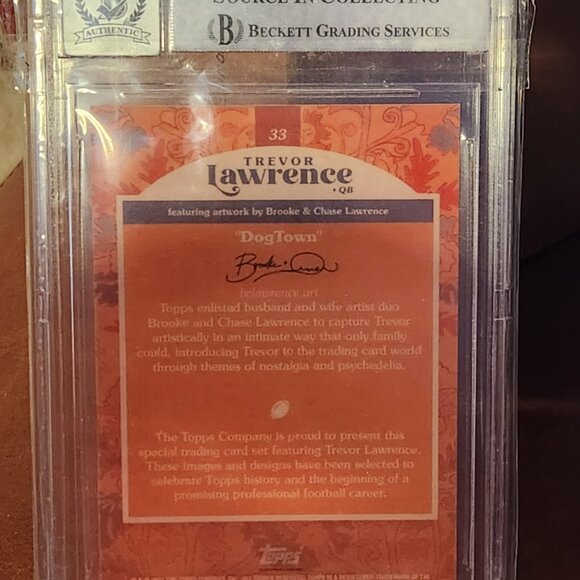 Source In Collecting
AUTHENTIC
B BECKETT GRADING SERVICES
33
TREVOR
Lawrence
• QB
featuring artwork by Brooke & Chase Lawrence
"DogTown"
bclawrence.art
Topps enlisted husband and wife artist duo
Brooke and Chase Lawrence to capture Trevor
artistically in an intimate way that only family
could, introducing Trevor to the trading card world
through themes of nostalgia and psychedelia.
The Topps Company is proud to present this
special trading card set featuring Trevor Lawrence.
These images and designs have been selected to
celebrate Topps history and the beginning of a
promising professional football career.
Topps